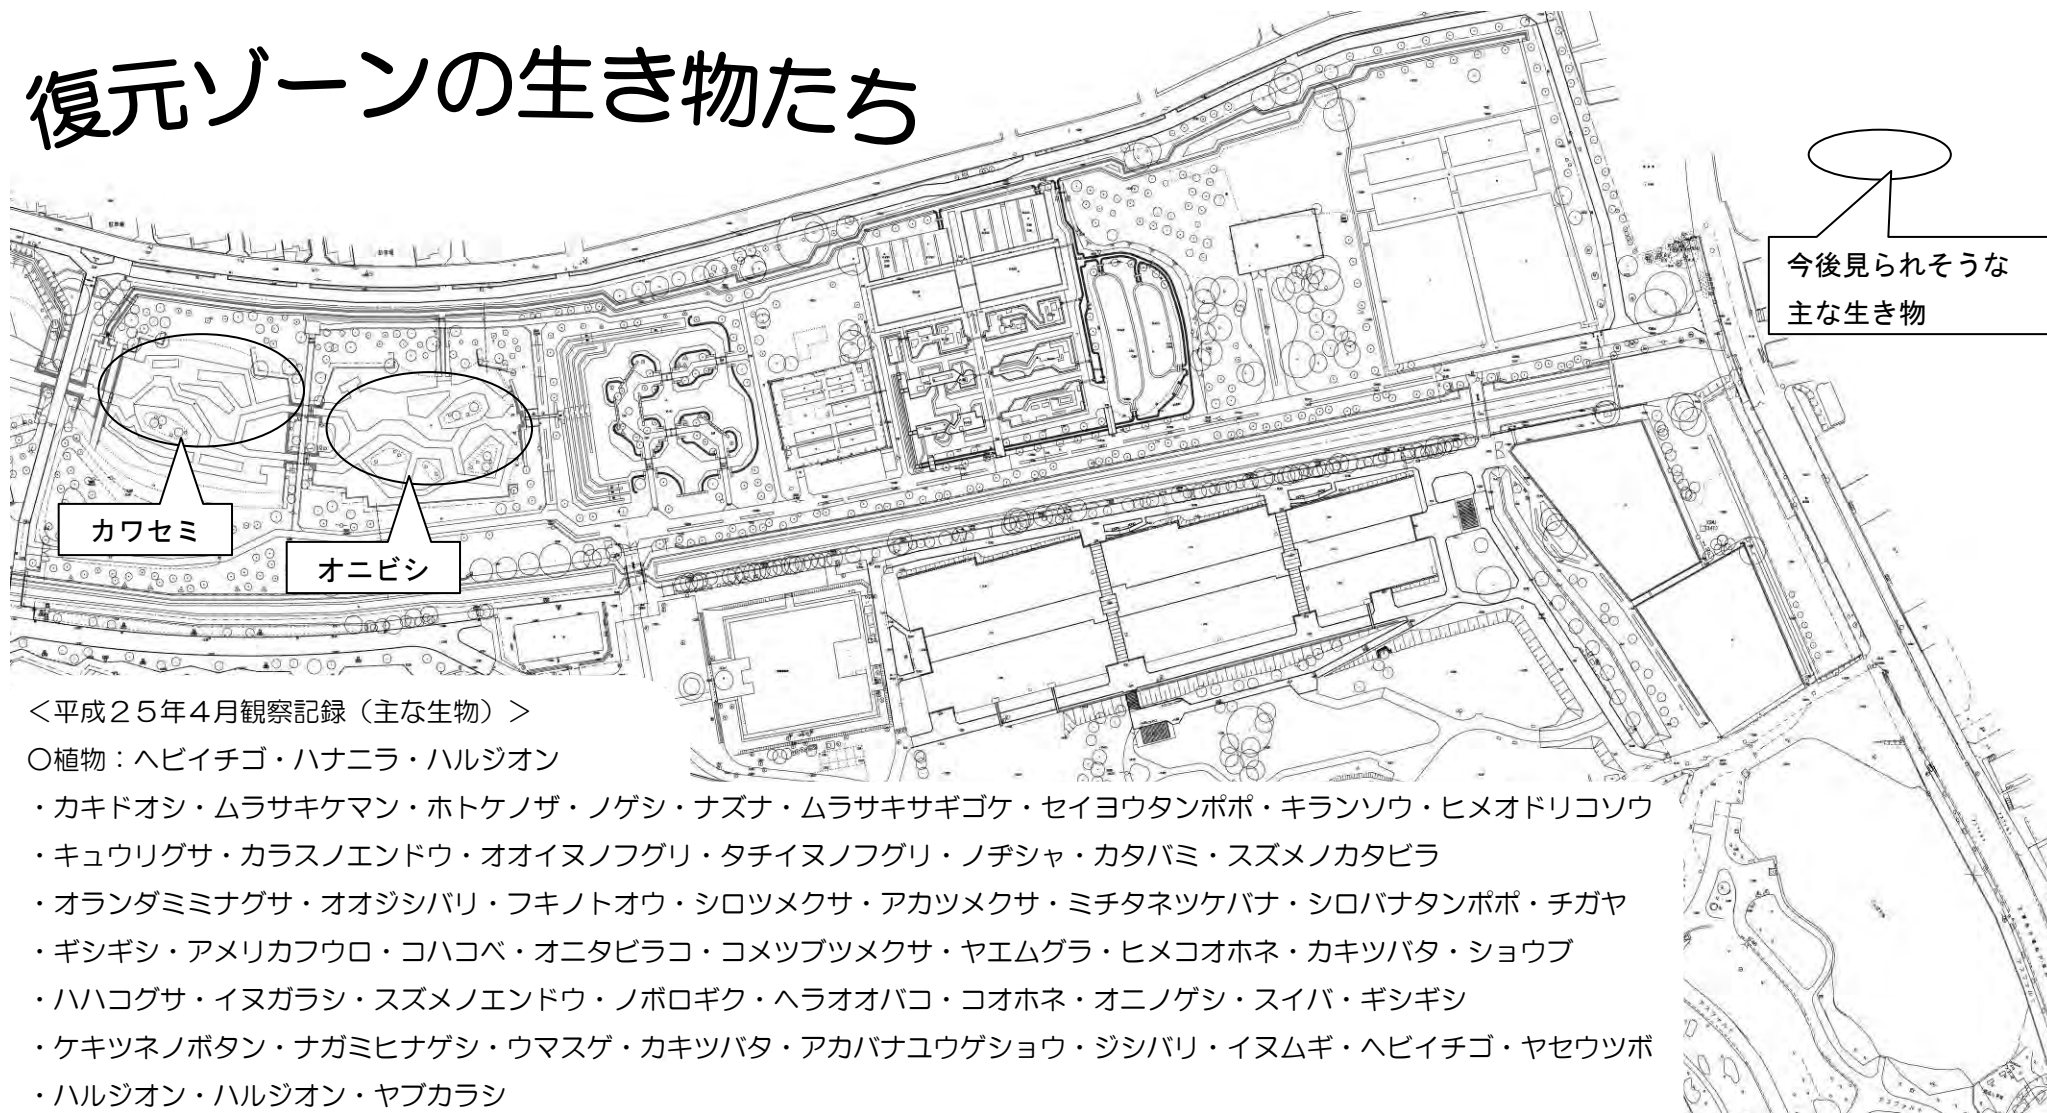 復元ゾーンの生き物たち
今後見られそうな
主な生き物
カワセミ
オニビシ
＜平成２５年４月観察記録（主な生物）＞
〇植物：ヘビイチゴ・ハナニラ・ハルジオン
・カキドオシ・ムラサキケマン・ホトケノザ・ノゲシ・ナズナ・ムラサキサギゴケ・セイヨウタンポポ・キランソウ・ヒメオドリコソウ
・キュウリグサ・カラスノエンドウ・オオイヌノフグリ・タチイヌノフグリ・ノヂシャ・カタバミ・スズメノカタビラ
・オランダミミナグサ・オオジシバリ・フキノトオウ・シロツメクサ・アカツメクサ・ミチタネツケバナ・シロバナタンポポ・チガヤ
・ギシギシ・アメリカフウロ・コハコベ・オニタビラコ・コメツブツメクサ・ヤエムグラ・ヒメコオホネ・カキツバタ・ショウブ
・ハハコグサ・イヌガラシ・スズメノエンドウ・ノボロギク・ヘラオオバコ・コオホネ・オニノゲシ・スイバ・ギシギシ
・ケキツネノボタン・ナガミヒナゲシ・ウマスゲ・カキツバタ・アカバナユウゲショウ・ジシバリ・イヌムギ・ヘビイチゴ・ヤセウツボ
・ハルジオン・ハルジオン・ヤブカラシ